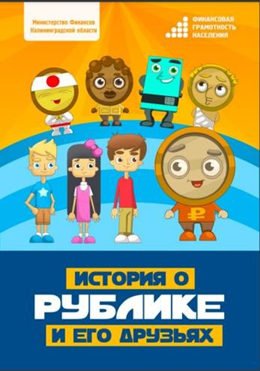 Министерство Финансов
Калининградской области
ФИНАНСОВАЯ
ГРАМОТНОСТЬ
НАСЕЛЕНИЯ
ИСТОРИЯ О
РУБЛИКЕ
И ЕГО ДРУЗЬЯХ